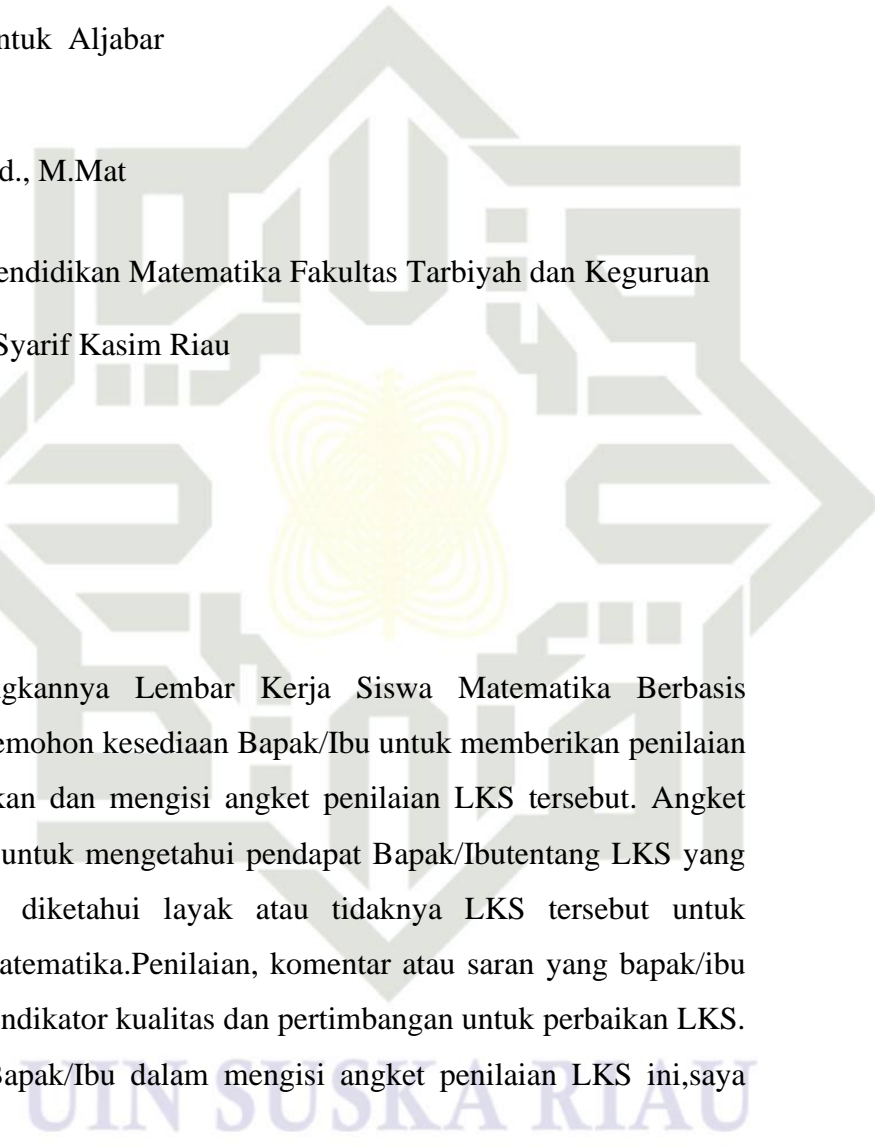 ntuk Aljabar
d., M.Mat
endidikan Matematika Fakultas Tarbiyah dan Keguruan
Syarif Kasim Riau
ngkannya Lembar Kerja Siswa Matematika Berbasis
emohon kesediaan Bapak/Ibu untuk memberikan penilaian
kan dan mengisi angket penilaian LKS tersebut. Angket
untuk mengetahui pendapat Bapak/Ibutentang LKS yang
diketahui layak atau tidaknya LKS tersebut untuk
atematika.Penilaian, komentar atau saran yang bapak/ibu
ndikator kualitas dan pertimbangan untuk perbaikan LKS.
Bapak/Ibu dalam mengisi angket penilaian LKS ini,saya
UIN SUSKA RIAU